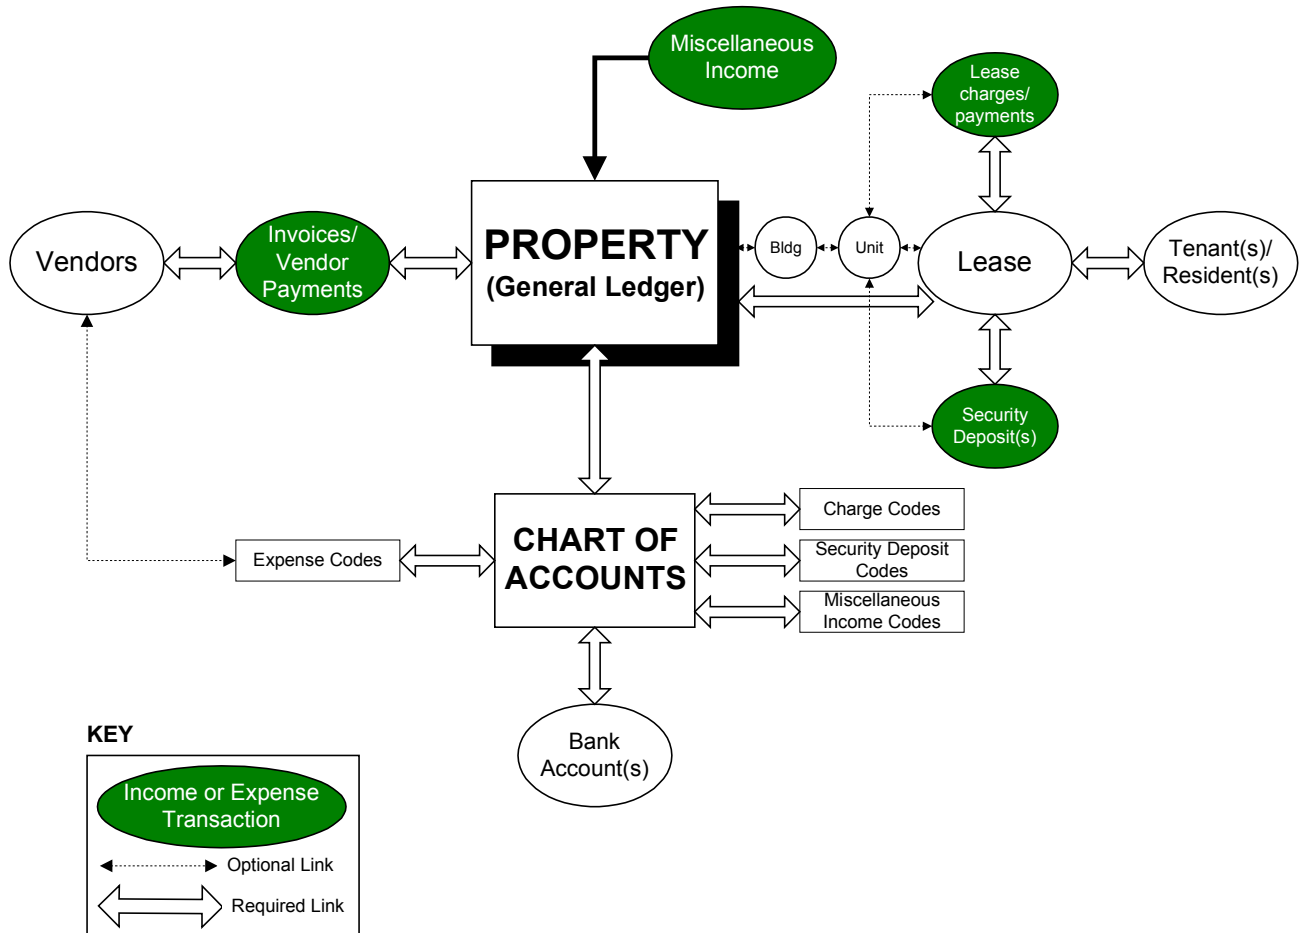 Miscellaneous
Income
Lease
charges/
payments
Vendors
Invoices/
Vendor
Payments
PROPERTY
(General Ledger)
Bldg
Unit
Lease
Tenant(s)/
Resident(s)
Security
Deposit(s)
CHART OF
ACCOUNTS
Expense Codes
Charge Codes
Security Deposit
Codes
Miscellaneous
Income Codes
Bank
Account(s)
KEY
Income or Expense
Transaction
Optional Link
Required Link